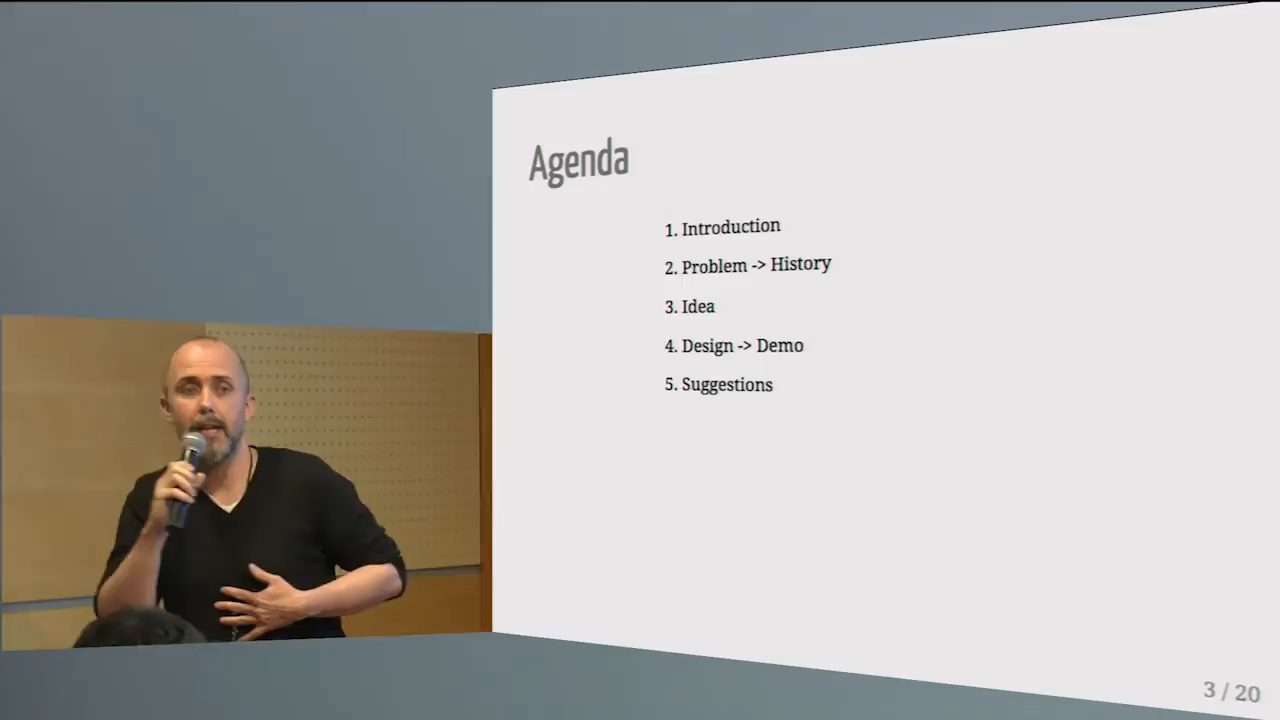 Agenda
1. Introduction
2. Problem -> History
3. Idea
4. Design -> Demo
5. Suggestions
3 / 20